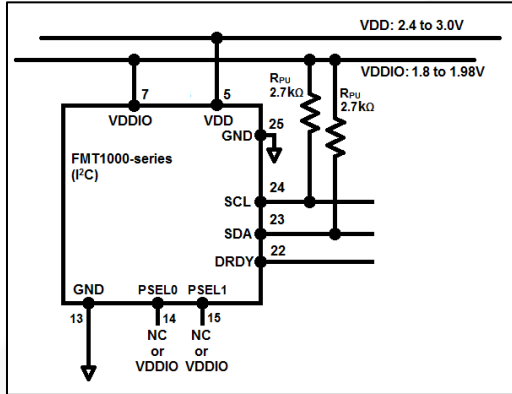 VDD: 2.4 to 3.0V
VDDIO: 1.8 to 1.98V
RPU
2.7kΩ
RPU
2.7kΩ
7
5
VDDIO
VDD
25
GND
FMT1000-series
(I²C)
24
SCL
23
SDA
22
DRDY
GND
PSEL0
PSEL1
13
14
15
NC
or
VDDIO
NC
or
VDDIO